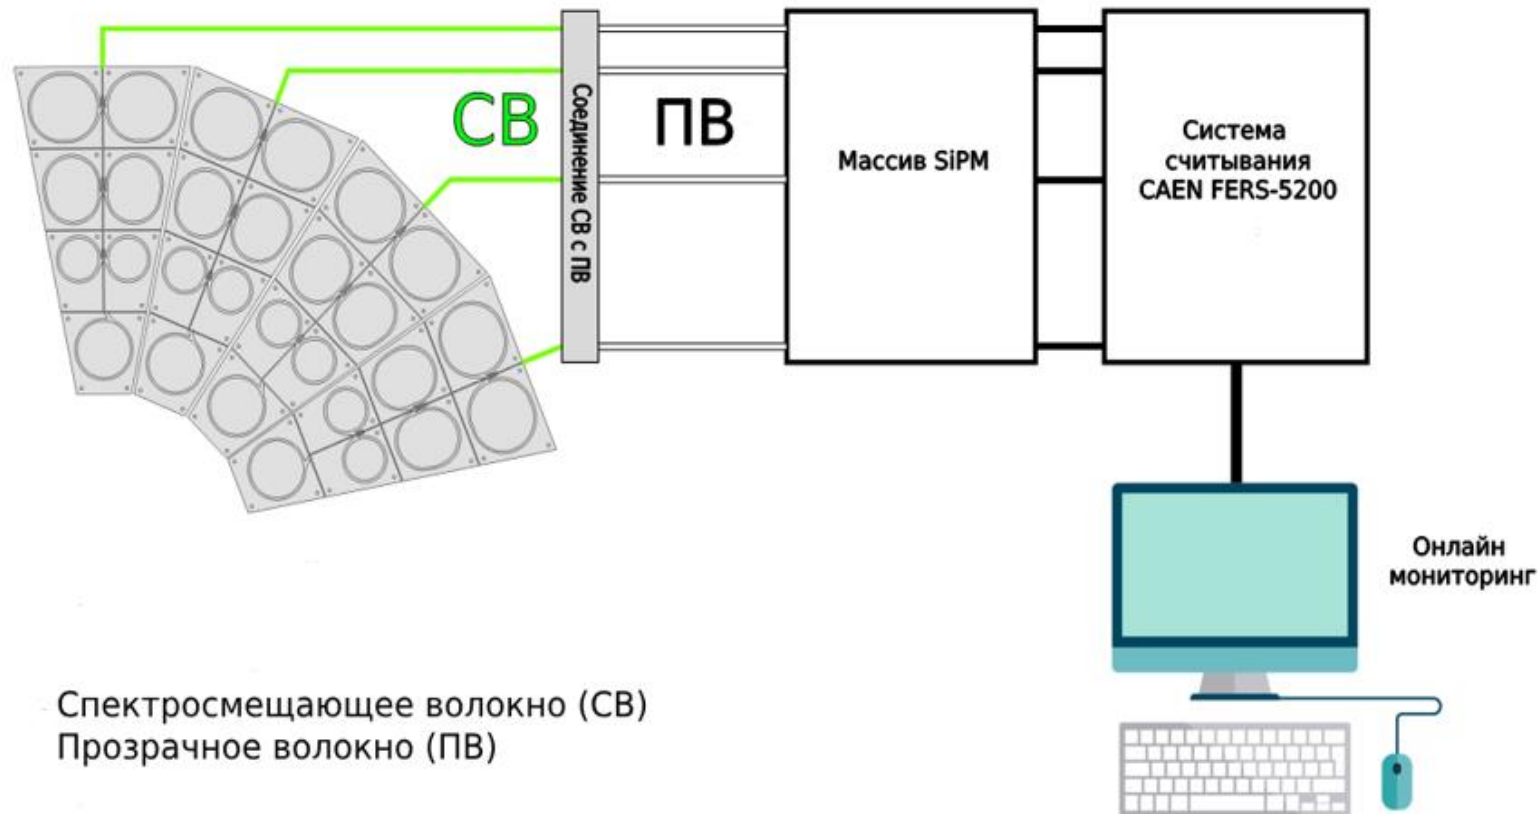 СВ
Соединение СВ с ПВ
ПВ
Массив SiPM
Система
считывания
CAEN FERS-5200
Онлайн
мониторинг
Спектросмещающее волокно (СВ)
Прозрачное волокно (ПВ)